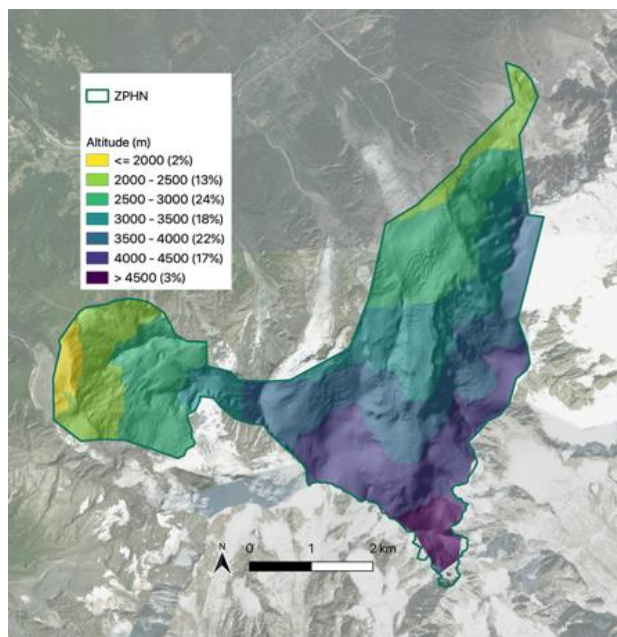 ZPHN
Altitude (m)
<= 2000 (2%)
2000 - 2500 (13%)
2500 - 3000 (24%)
3000 - 3500 (18%)
3500 - 4000 (22%)
4000 - 4500 (17%)
> 4500 (3%)
N
0 1 2 km